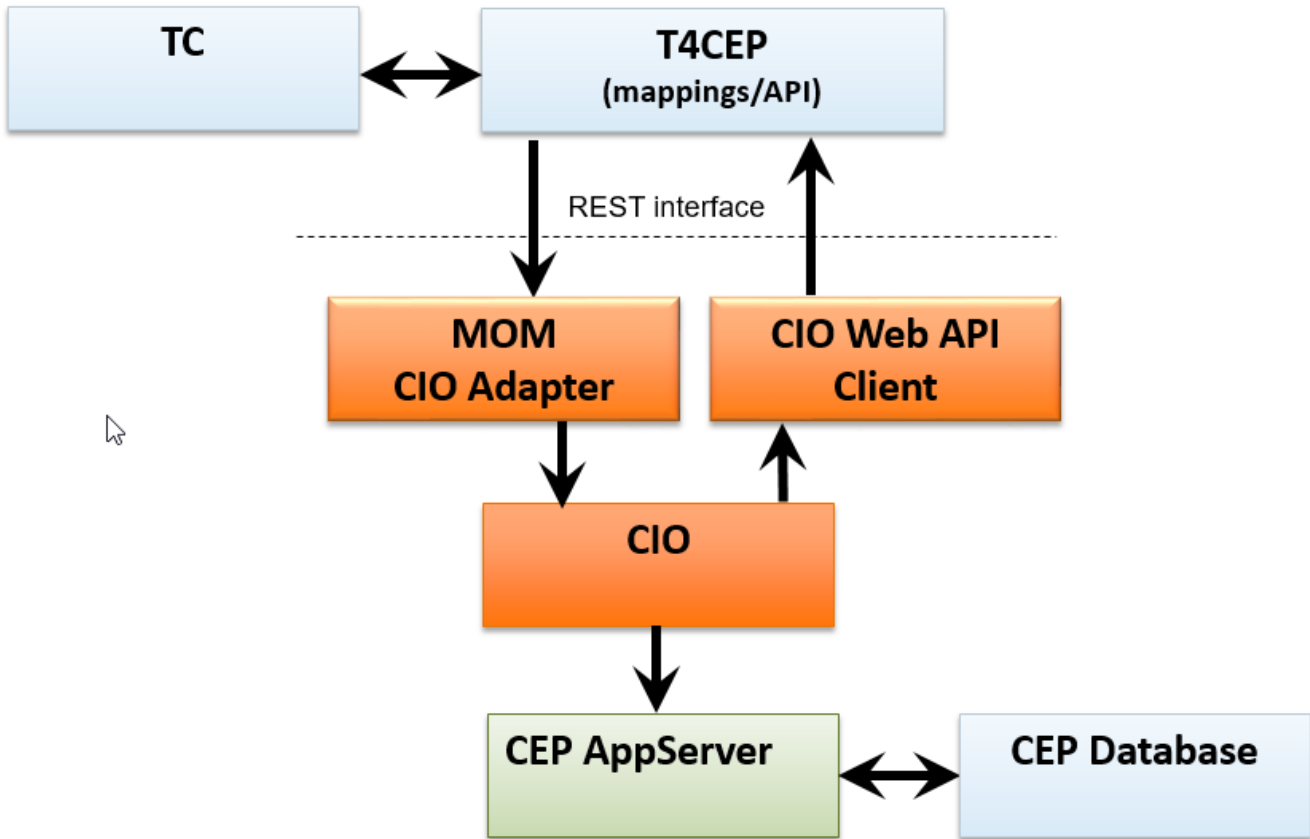 TC
T4CEP
(mappings/API)
REST interface
MOM
CIO Adapter
CIO Web API
Client
CIO
CEP AppServer
CEP Database